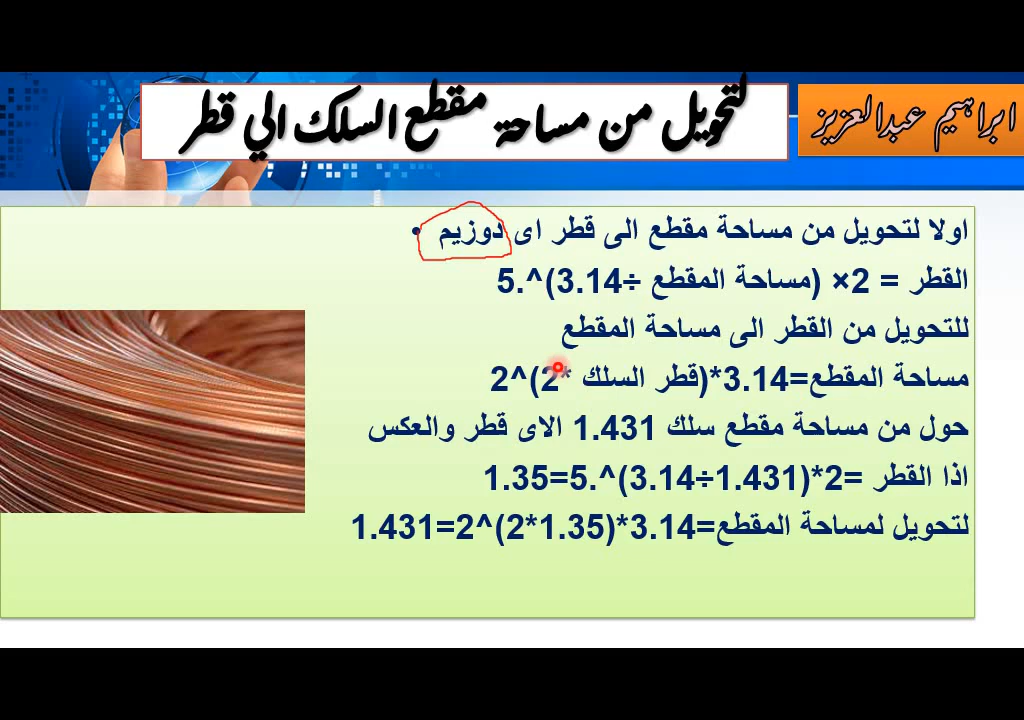 ابراهيم عبدالعزيز
لتحويل من مساحة مقطع السلك الي قطر
اولا لتحويل من مساحة مقطع الى قطر اى دوزيم •
القطر = 2× (مساحة المقطع ÷3.14)^.5
للتحويل من القطر الى مساحة المقطع
مساحة المقطع=3.14*(قطر السلك *2)^2
حول من مساحة مقطع سلك 1.431 الاى قطر والعكس
اذا القطر =2*(1.431÷3.14)^.5=1.35
لتحويل لمساحة المقطع=3.14*(1.35*2)^2=1.431